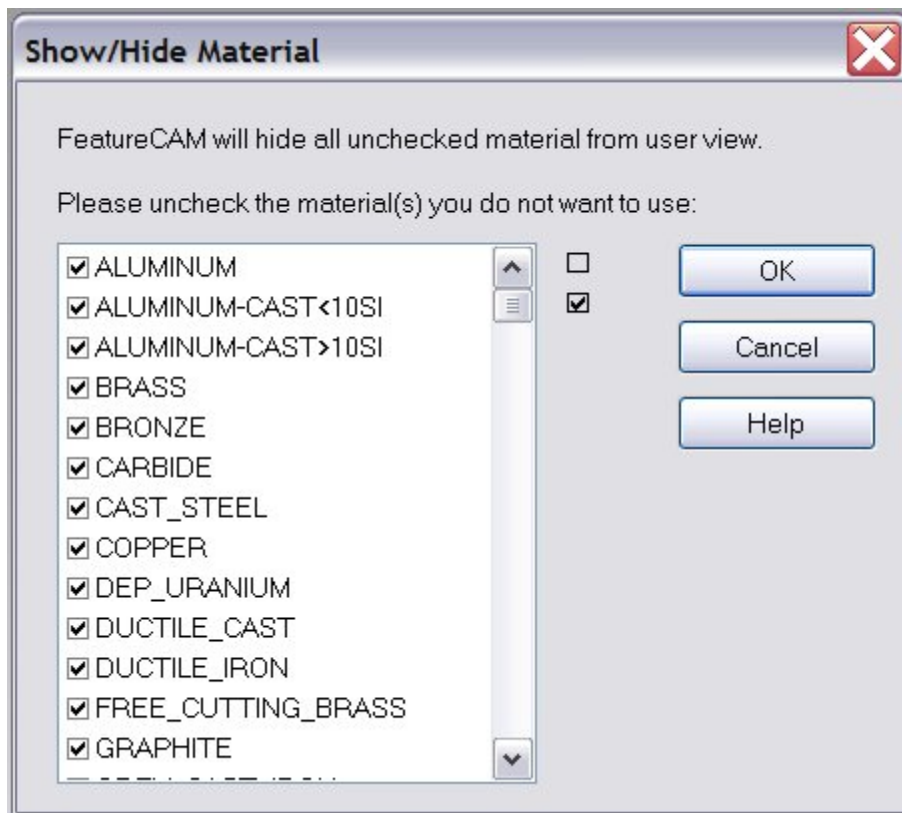 Show/Hide Material
FeatureCAM will hide all unchecked material from user view.
Please uncheck the material(s) you do not want to use:
ALUMINUM
ALUMINUM-CAST<10SI
ALUMINUM-CAST>10SI
BRASS
BRONZE
CARBIDE
CAST_STEEL
COPPER
DEP_URANIUM
DUCTILE_CAST
DUCTILE_IRON
FREE_CUTTING_BRASS
GRAPHITE
OK
Cancel
Help